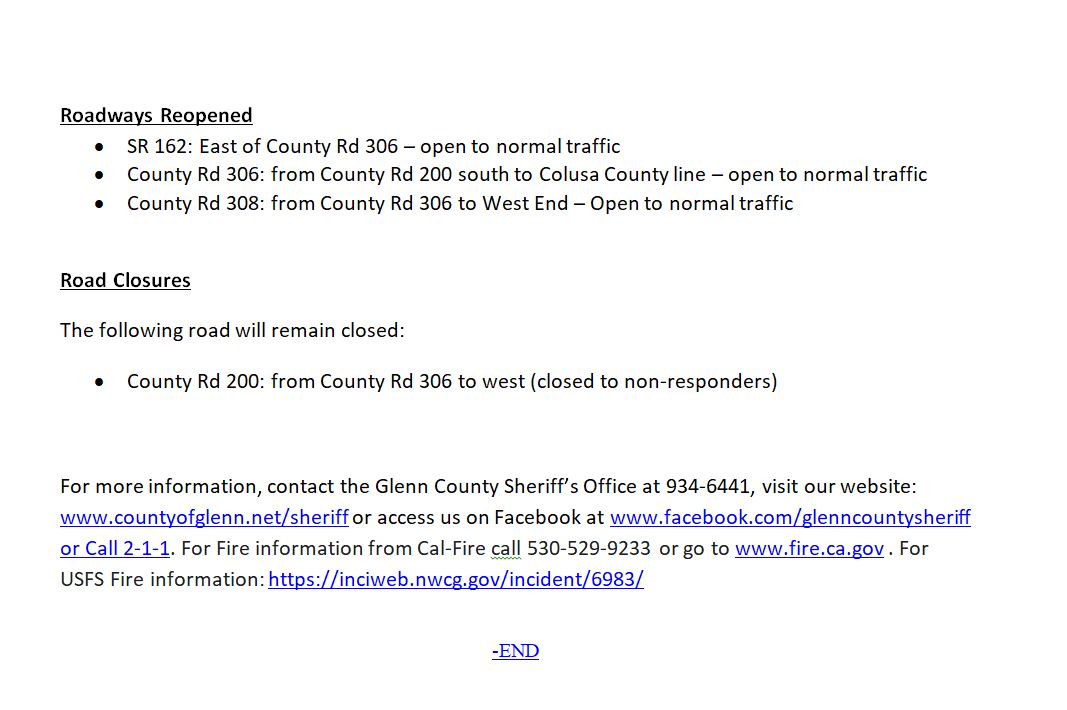 Roadways Reopened
• SR 162: East of County Rd 306 – open to normal traffic
• County Rd 306: from County Rd 200 south to Colusa County line – open to normal traffic
• County Rd 308: from County Rd 306 to West End – Open to normal traffic
Road Closures
The following road will remain closed:
• County Rd 200: from County Rd 306 to west (closed to non-responders)
For more information, contact the Glenn County Sheriff’s Office at 934-6441, visit our website:
www.countyofglenn.net/sheriff or access us on Facebook at www.facebook.com/glenncountysheriff
or Call 2-1-1. For Fire information from Cal-Fire call 530-529-9233 or go to www.fire.ca.gov . For
USFS Fire information: https://inciweb.nwcg.gov/incident/6983/
-END